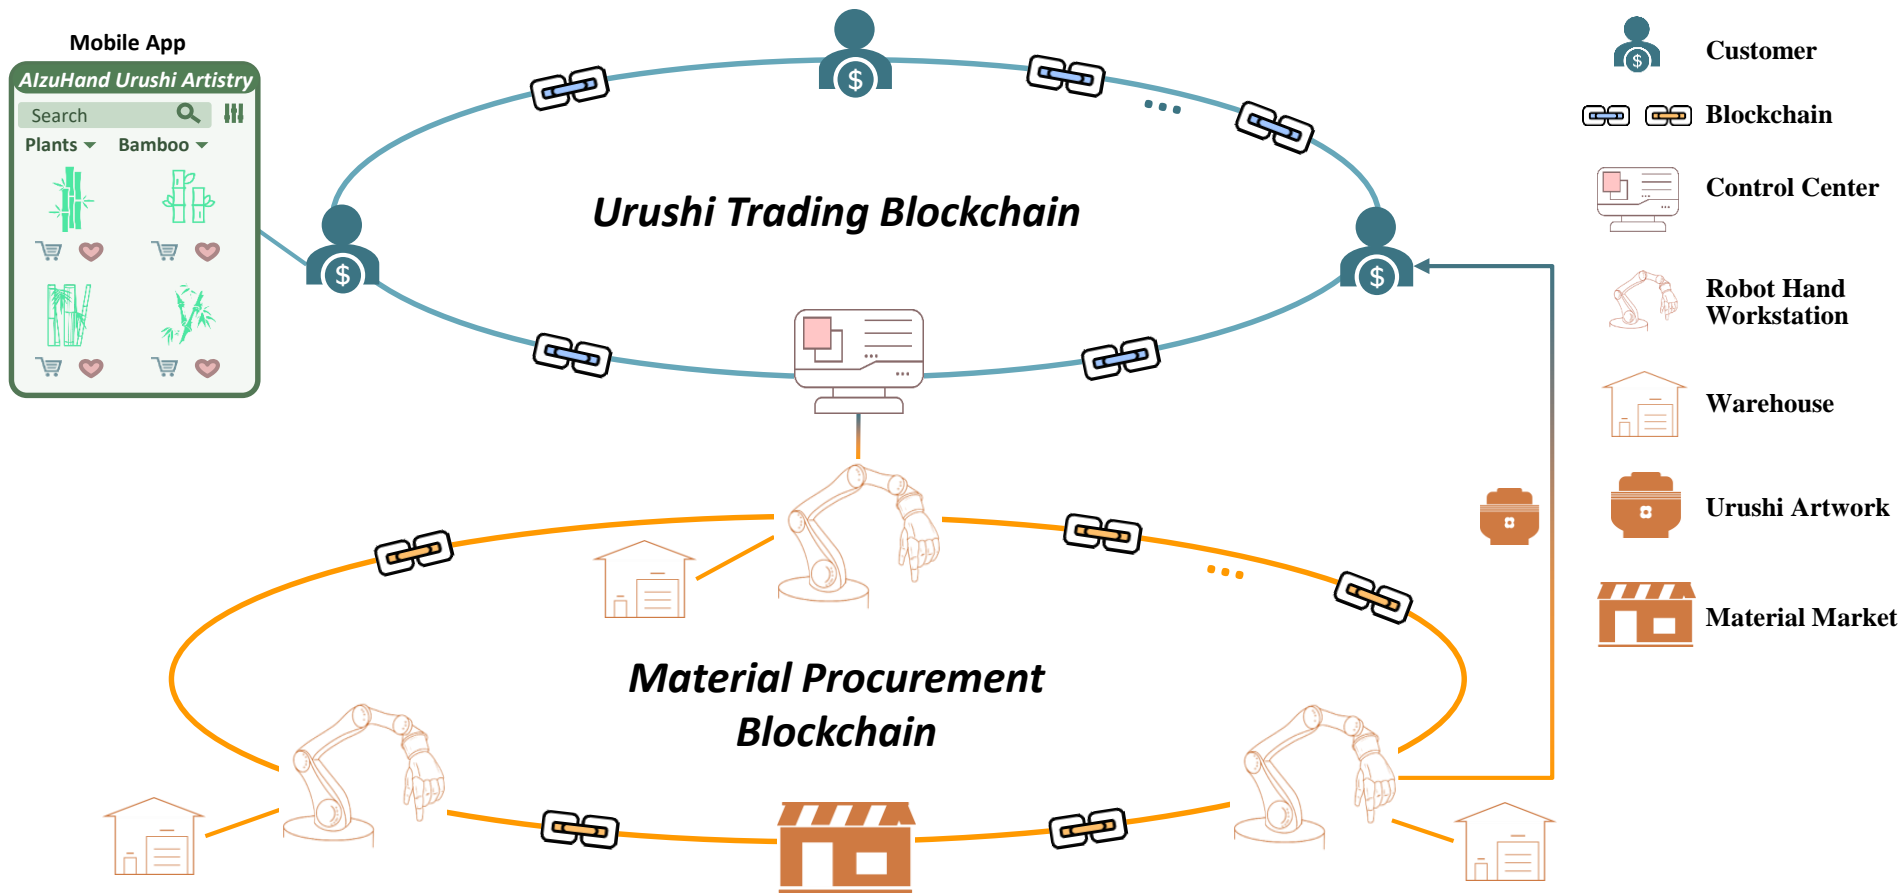 Mobile App
AIzuHand Urushi Artistry
Search
Plants
Bamboo
$
$
$
Urushi Trading Blockchain
Material Procurement
Blockchain
$
Customer
Blockchain
Control Center
Robot Hand
Workstation
Warehouse
Urushi Artwork
Material Market